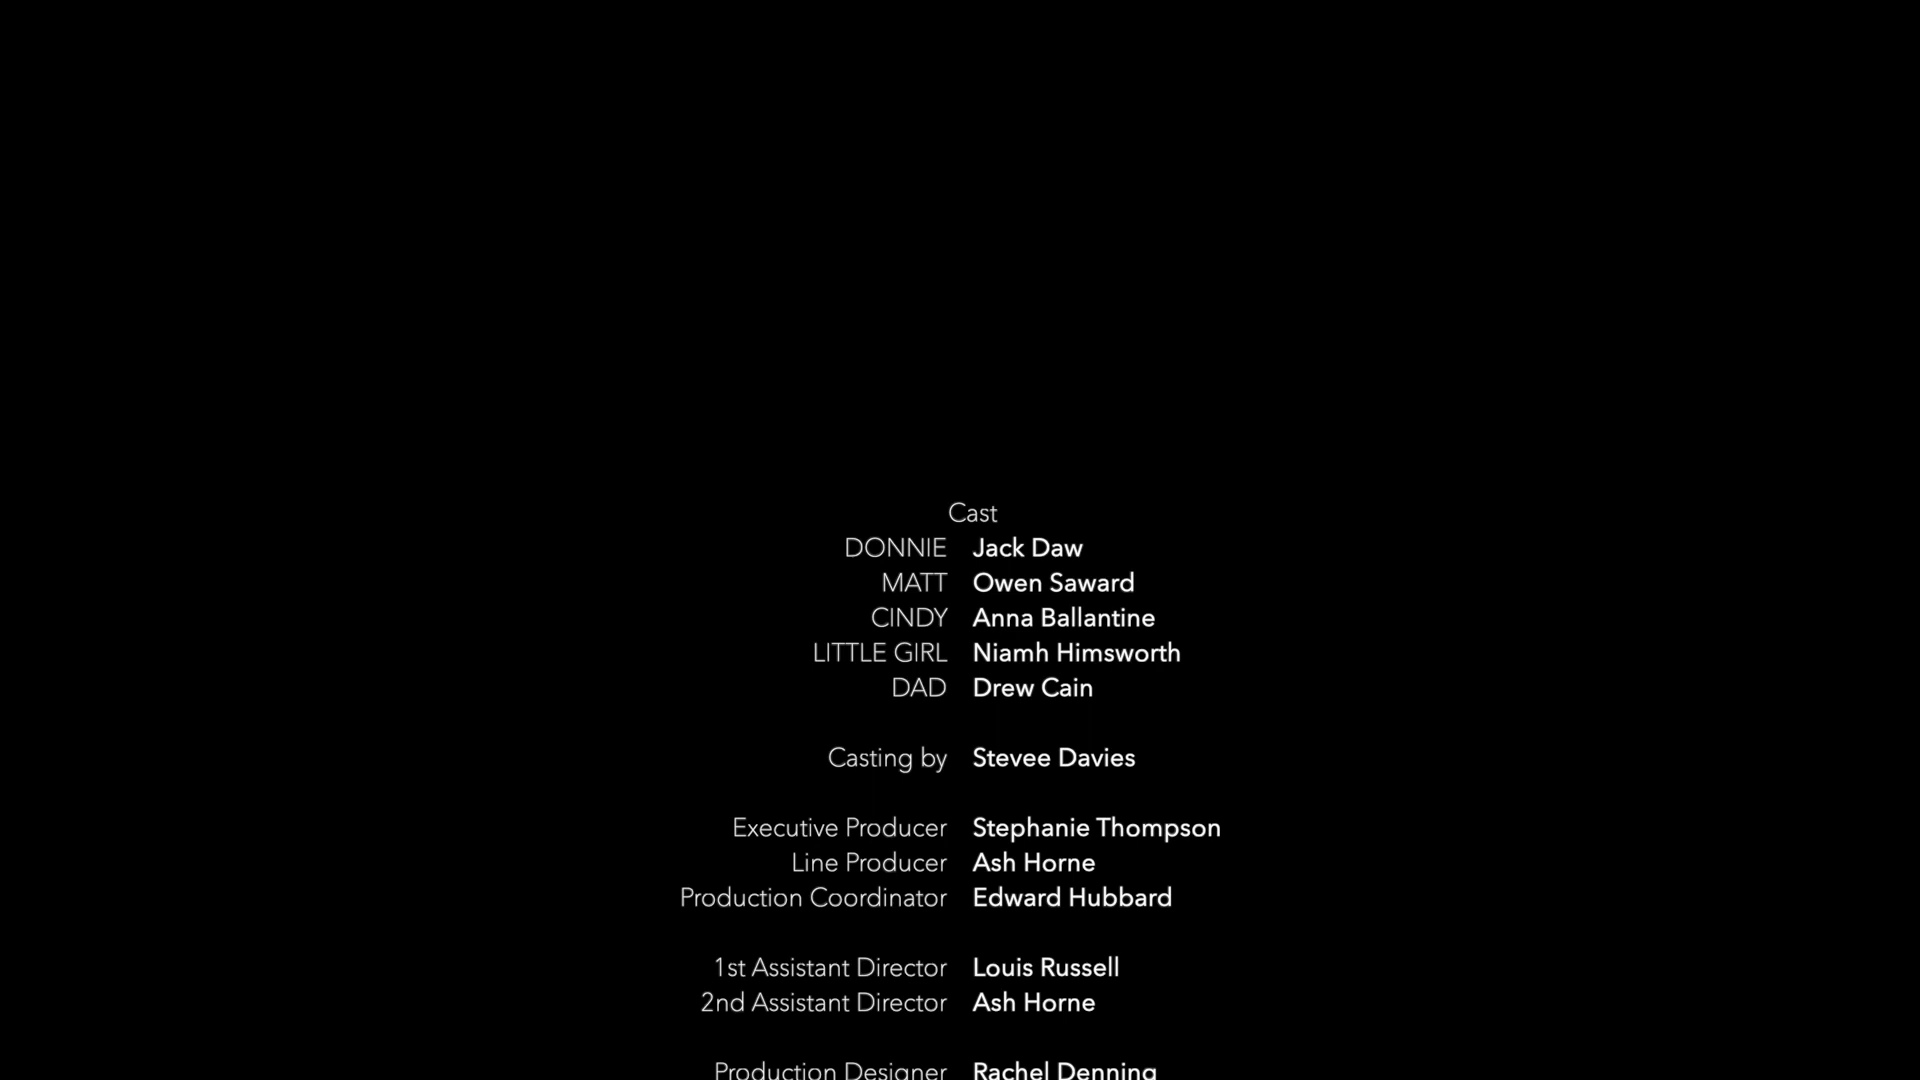 Cast
DONNIE Jack Daw
MATT Owen Saward
CINDY Anna Ballantine
LITTLE GIRL Niamh Himsworth
DAD Drew Cain
Casting by Stevee Davies
Executive Producer Stephanie Thompson
Line Producer Ash Horne
Production Coordinator Edward Hubbard
1st Assistant Director Louis Russell
2nd Assistant Director Ash Horne
Production Designer Rachel Denning